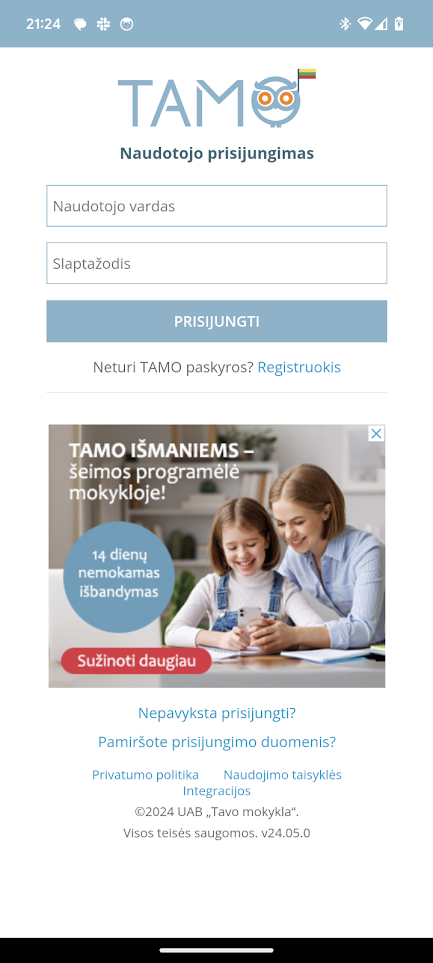 21:24
TAMO
Naudotojo prisijungimas
Naudotojo vardas
Slaptažodis
PRISIJUNGTI
Neturi TAMO paskyros? Registruokis
TAMO IŠMANIEMS –
šeimos programėlė
mokykloje!
14 dienų
nemokamas
išbandymas
Sužinoti daugiau
Nepavyksta prisijungti?
Pamiršote prisijungimo duomenis?
Privatumo politika Naudojimo taisyklės
Integracijos
©2024 UAB „Tavo mokykla“.
Visos teisės saugomos. v24.05.0